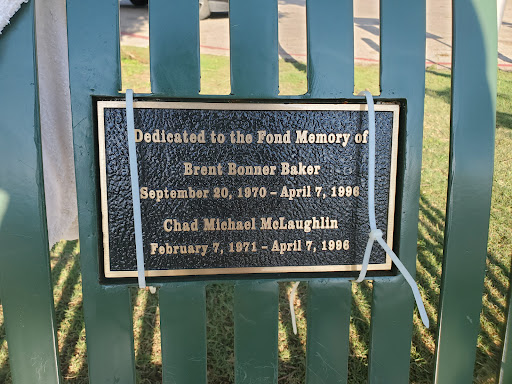 Dedicated to the Fond Memory of
Brent Bonner Baker
September 20, 1970 - April 7, 1996
Chad Michael McLaughlin
February 7, 1971 - April 7, 1996